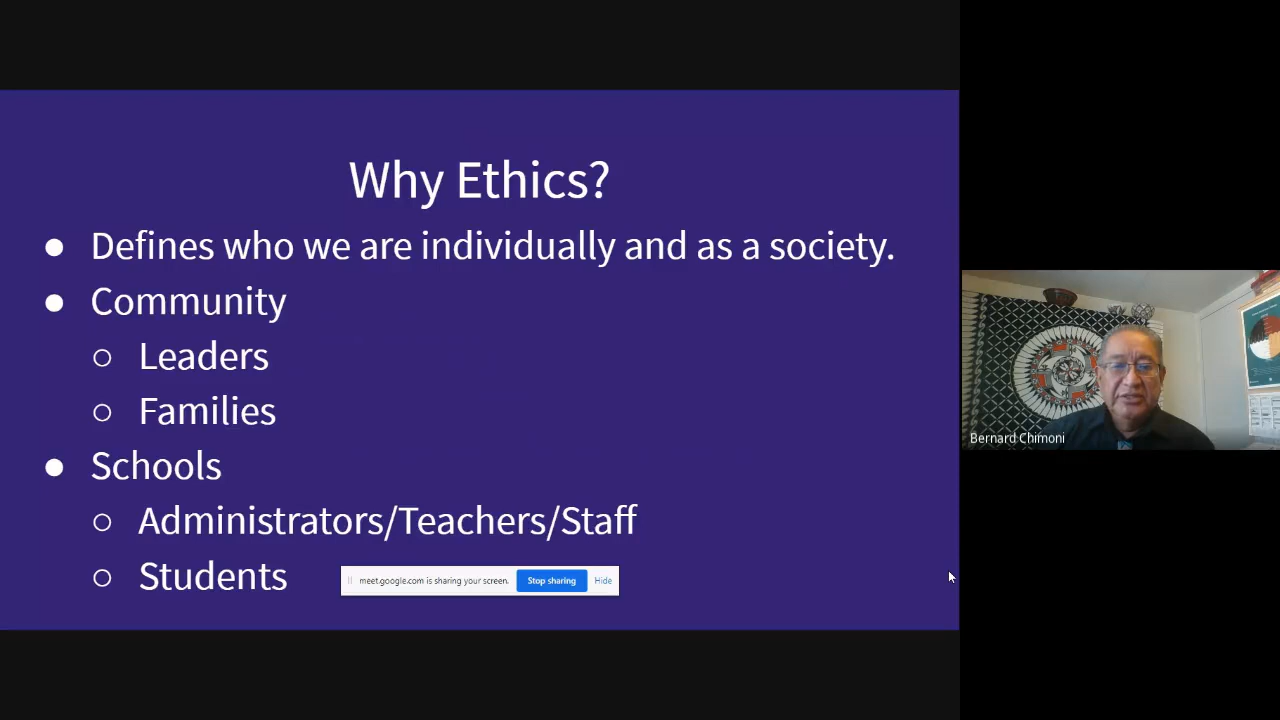 Why Ethics?
● Defines who we are individually and as a society.
● Community
○ Leaders
○ Families
● Schools
○ Administrators/Teachers/Staff
○ Students
meet.google.com is sharing your screen. Stop sharing Hide
Bernard Chimoni